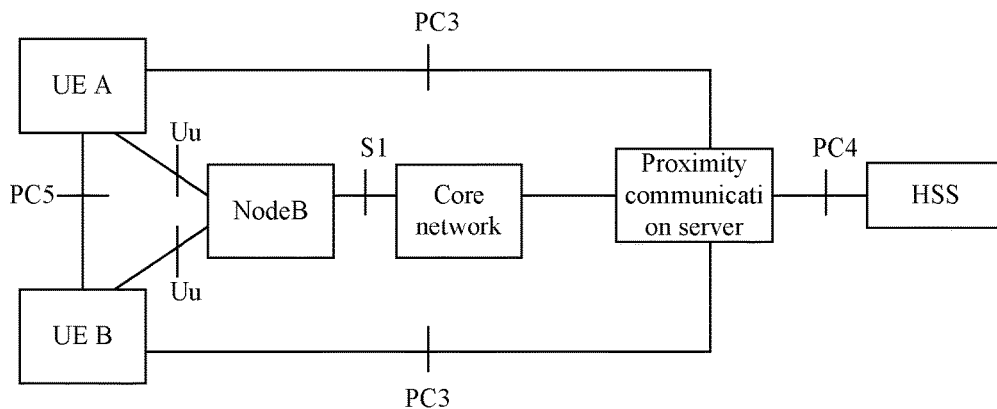 PC3
UE A
Uu
S1
PC4
PC5
NodeB
Core
network
Proximity
communicati
on server
HSS
Uu
UE B
PC3